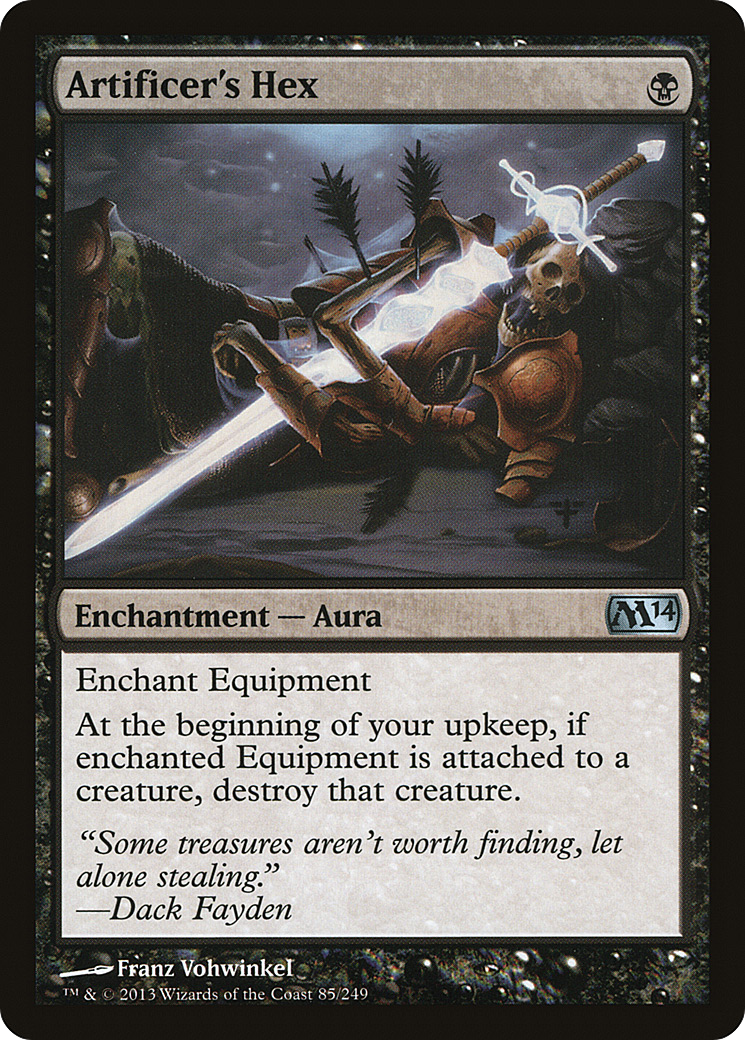 Artificer's Hex
Enchantment — Aura
M14
Enchant Equipment
At the beginning of your upkeep, if
enchanted Equipment is attached to a
creature, destroy that creature.
“Some treasures aren’t worth finding, let
alone stealing.”
—Dack Fayden
Franz Vohwinkel
™ & © 2013 Wizards of the Coast 85/249